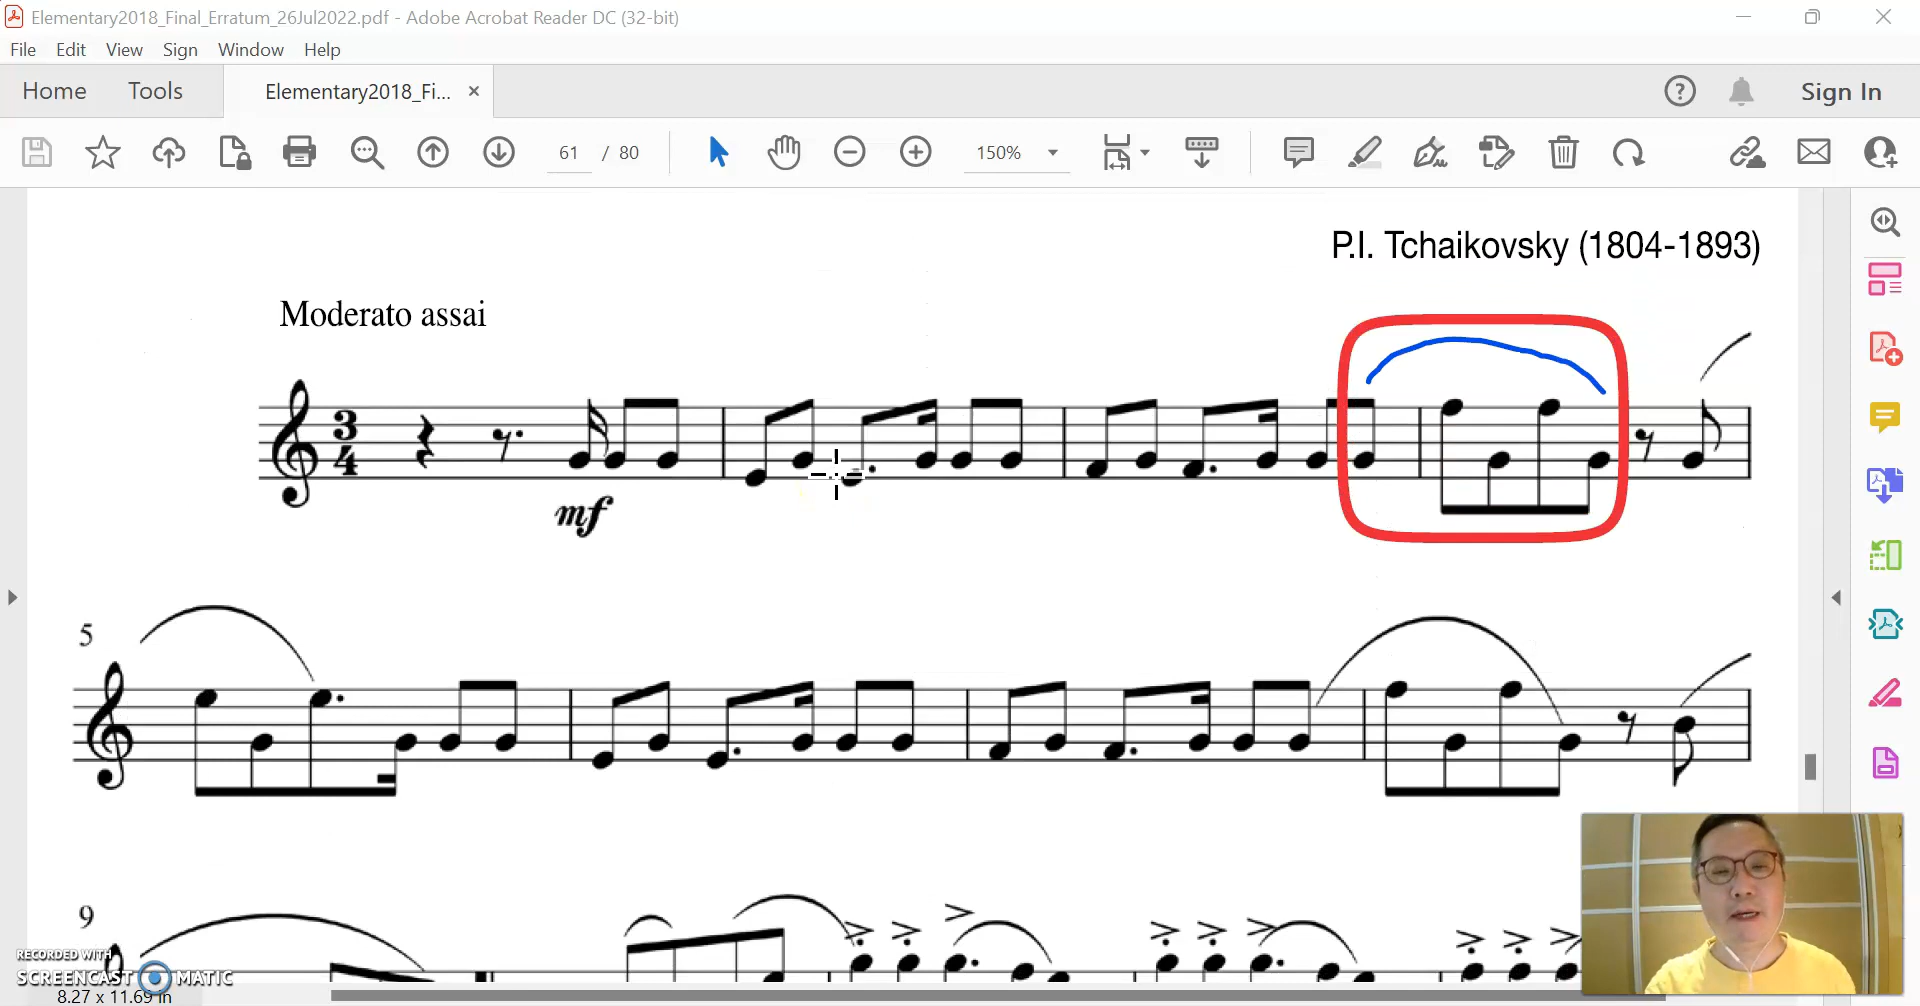 Elementary2018_Final_Erratum_26Jul2022.pdf - Adobe Acrobat Reader DC (32-bit)
File Edit View Sign Window Help
Home Tools Elementary2018_Fi... × Sign In
61 / 80 150%
P.I. Tchaikovsky (1804-1893)
Moderato assai
3
4
mf
5
9
RECORDED WITH
SCREENCAST MATIC
8.27 x 11.69 in